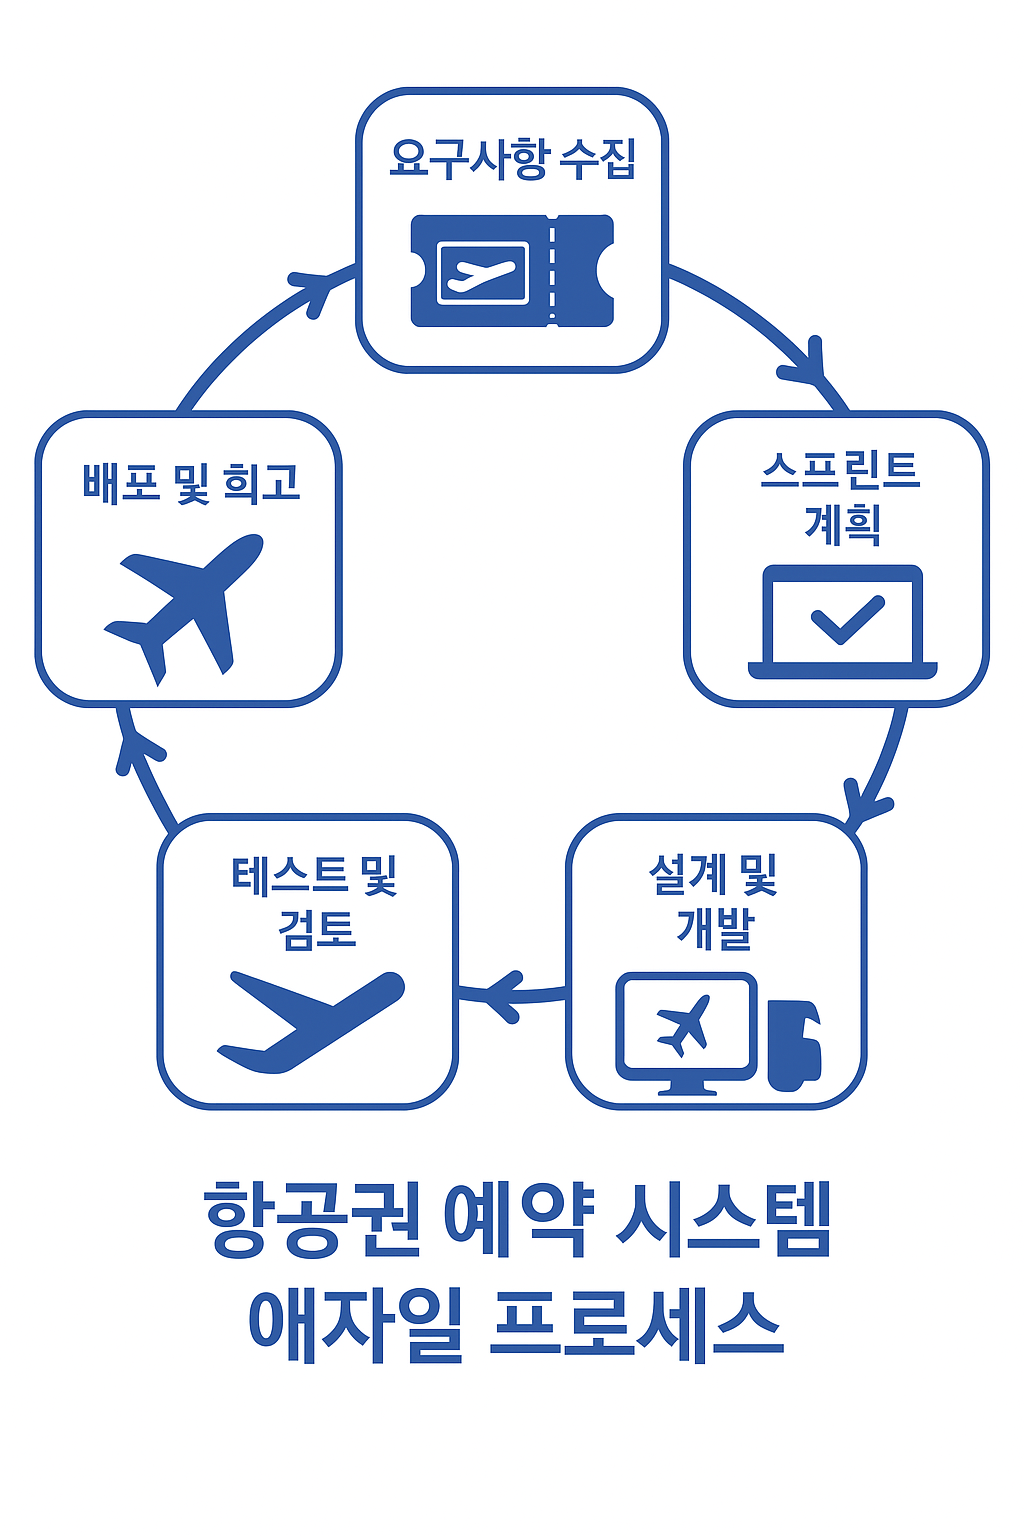 요구사항 수집
스프린트
계획
설계 및
개발
테스트 및
검토
배포 및 희고
항공권 예약 시스템
애자일 프로세스